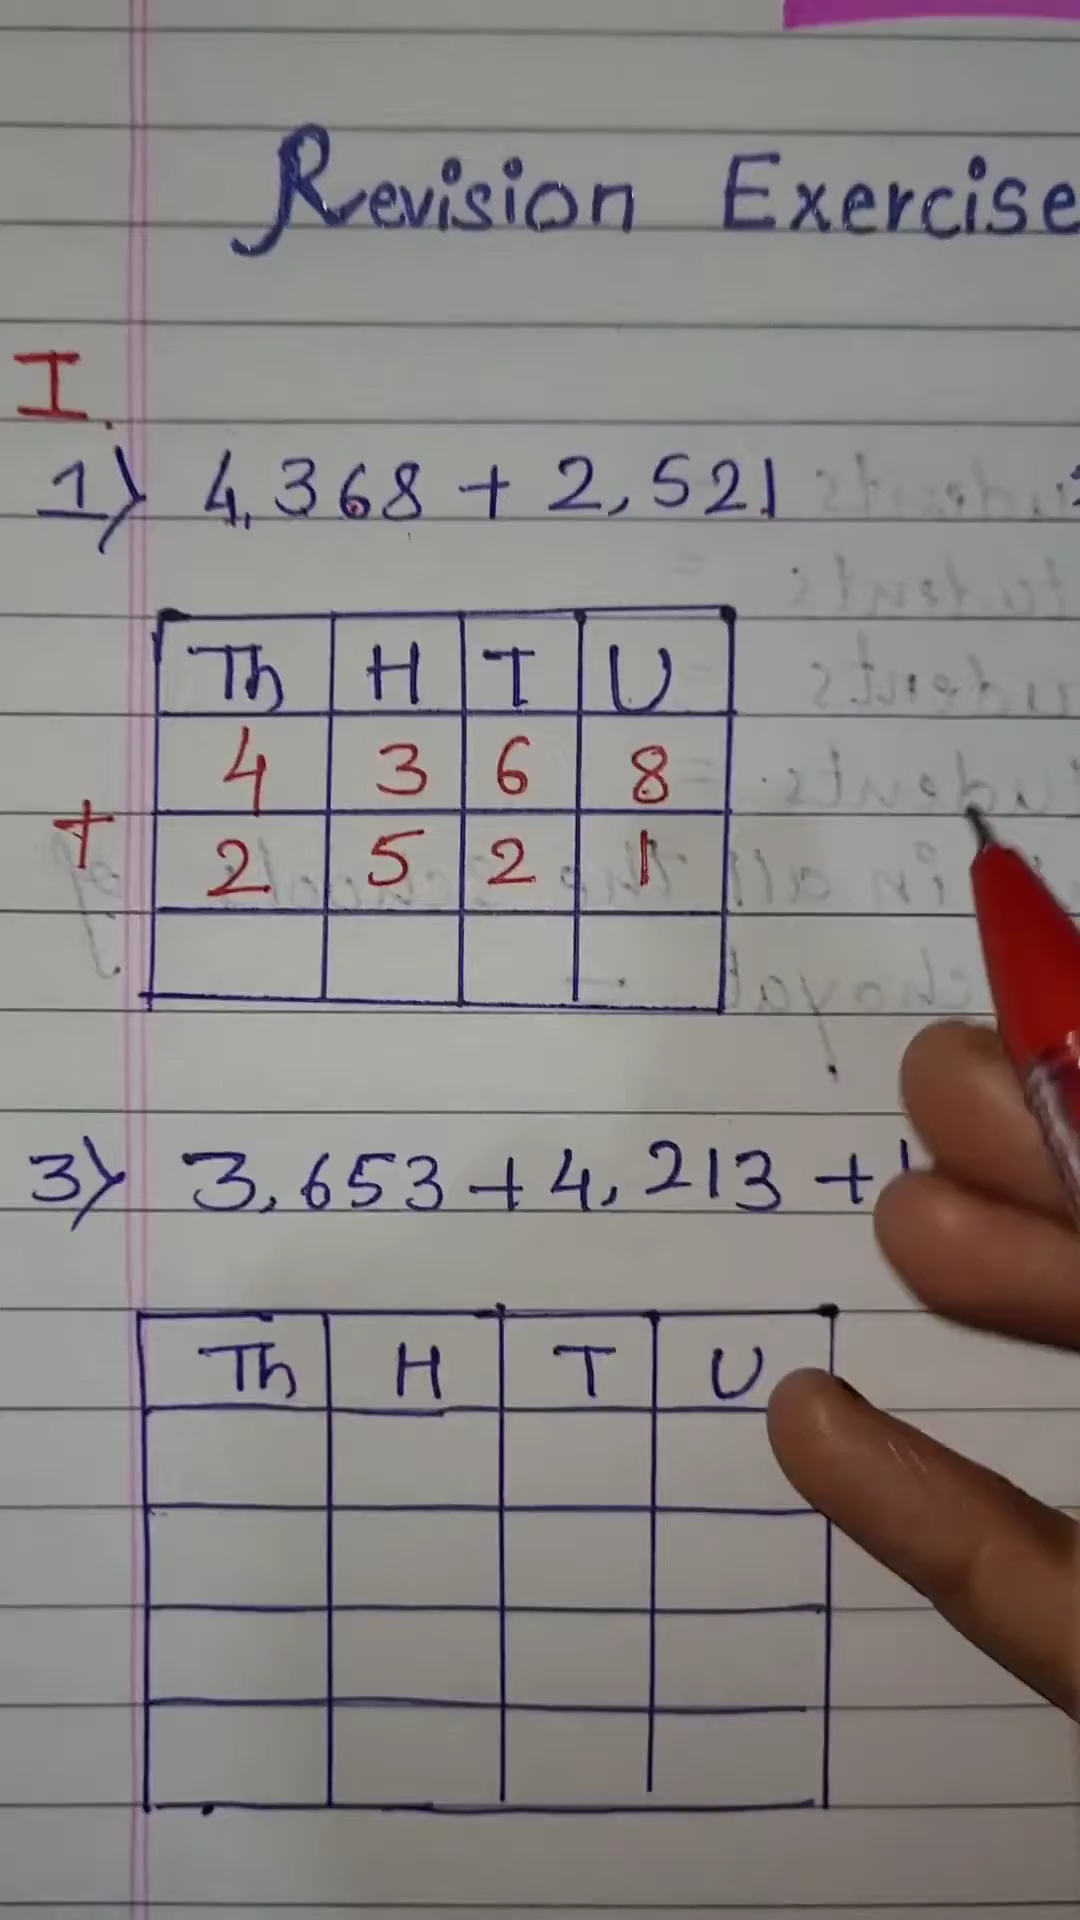 Revision Exercise
I.
1) 4,368 + 2,521
Th H T U
4 3 6 8
+ 2 5 2 1
3) 3,653 + 4,213 +
Th H T U